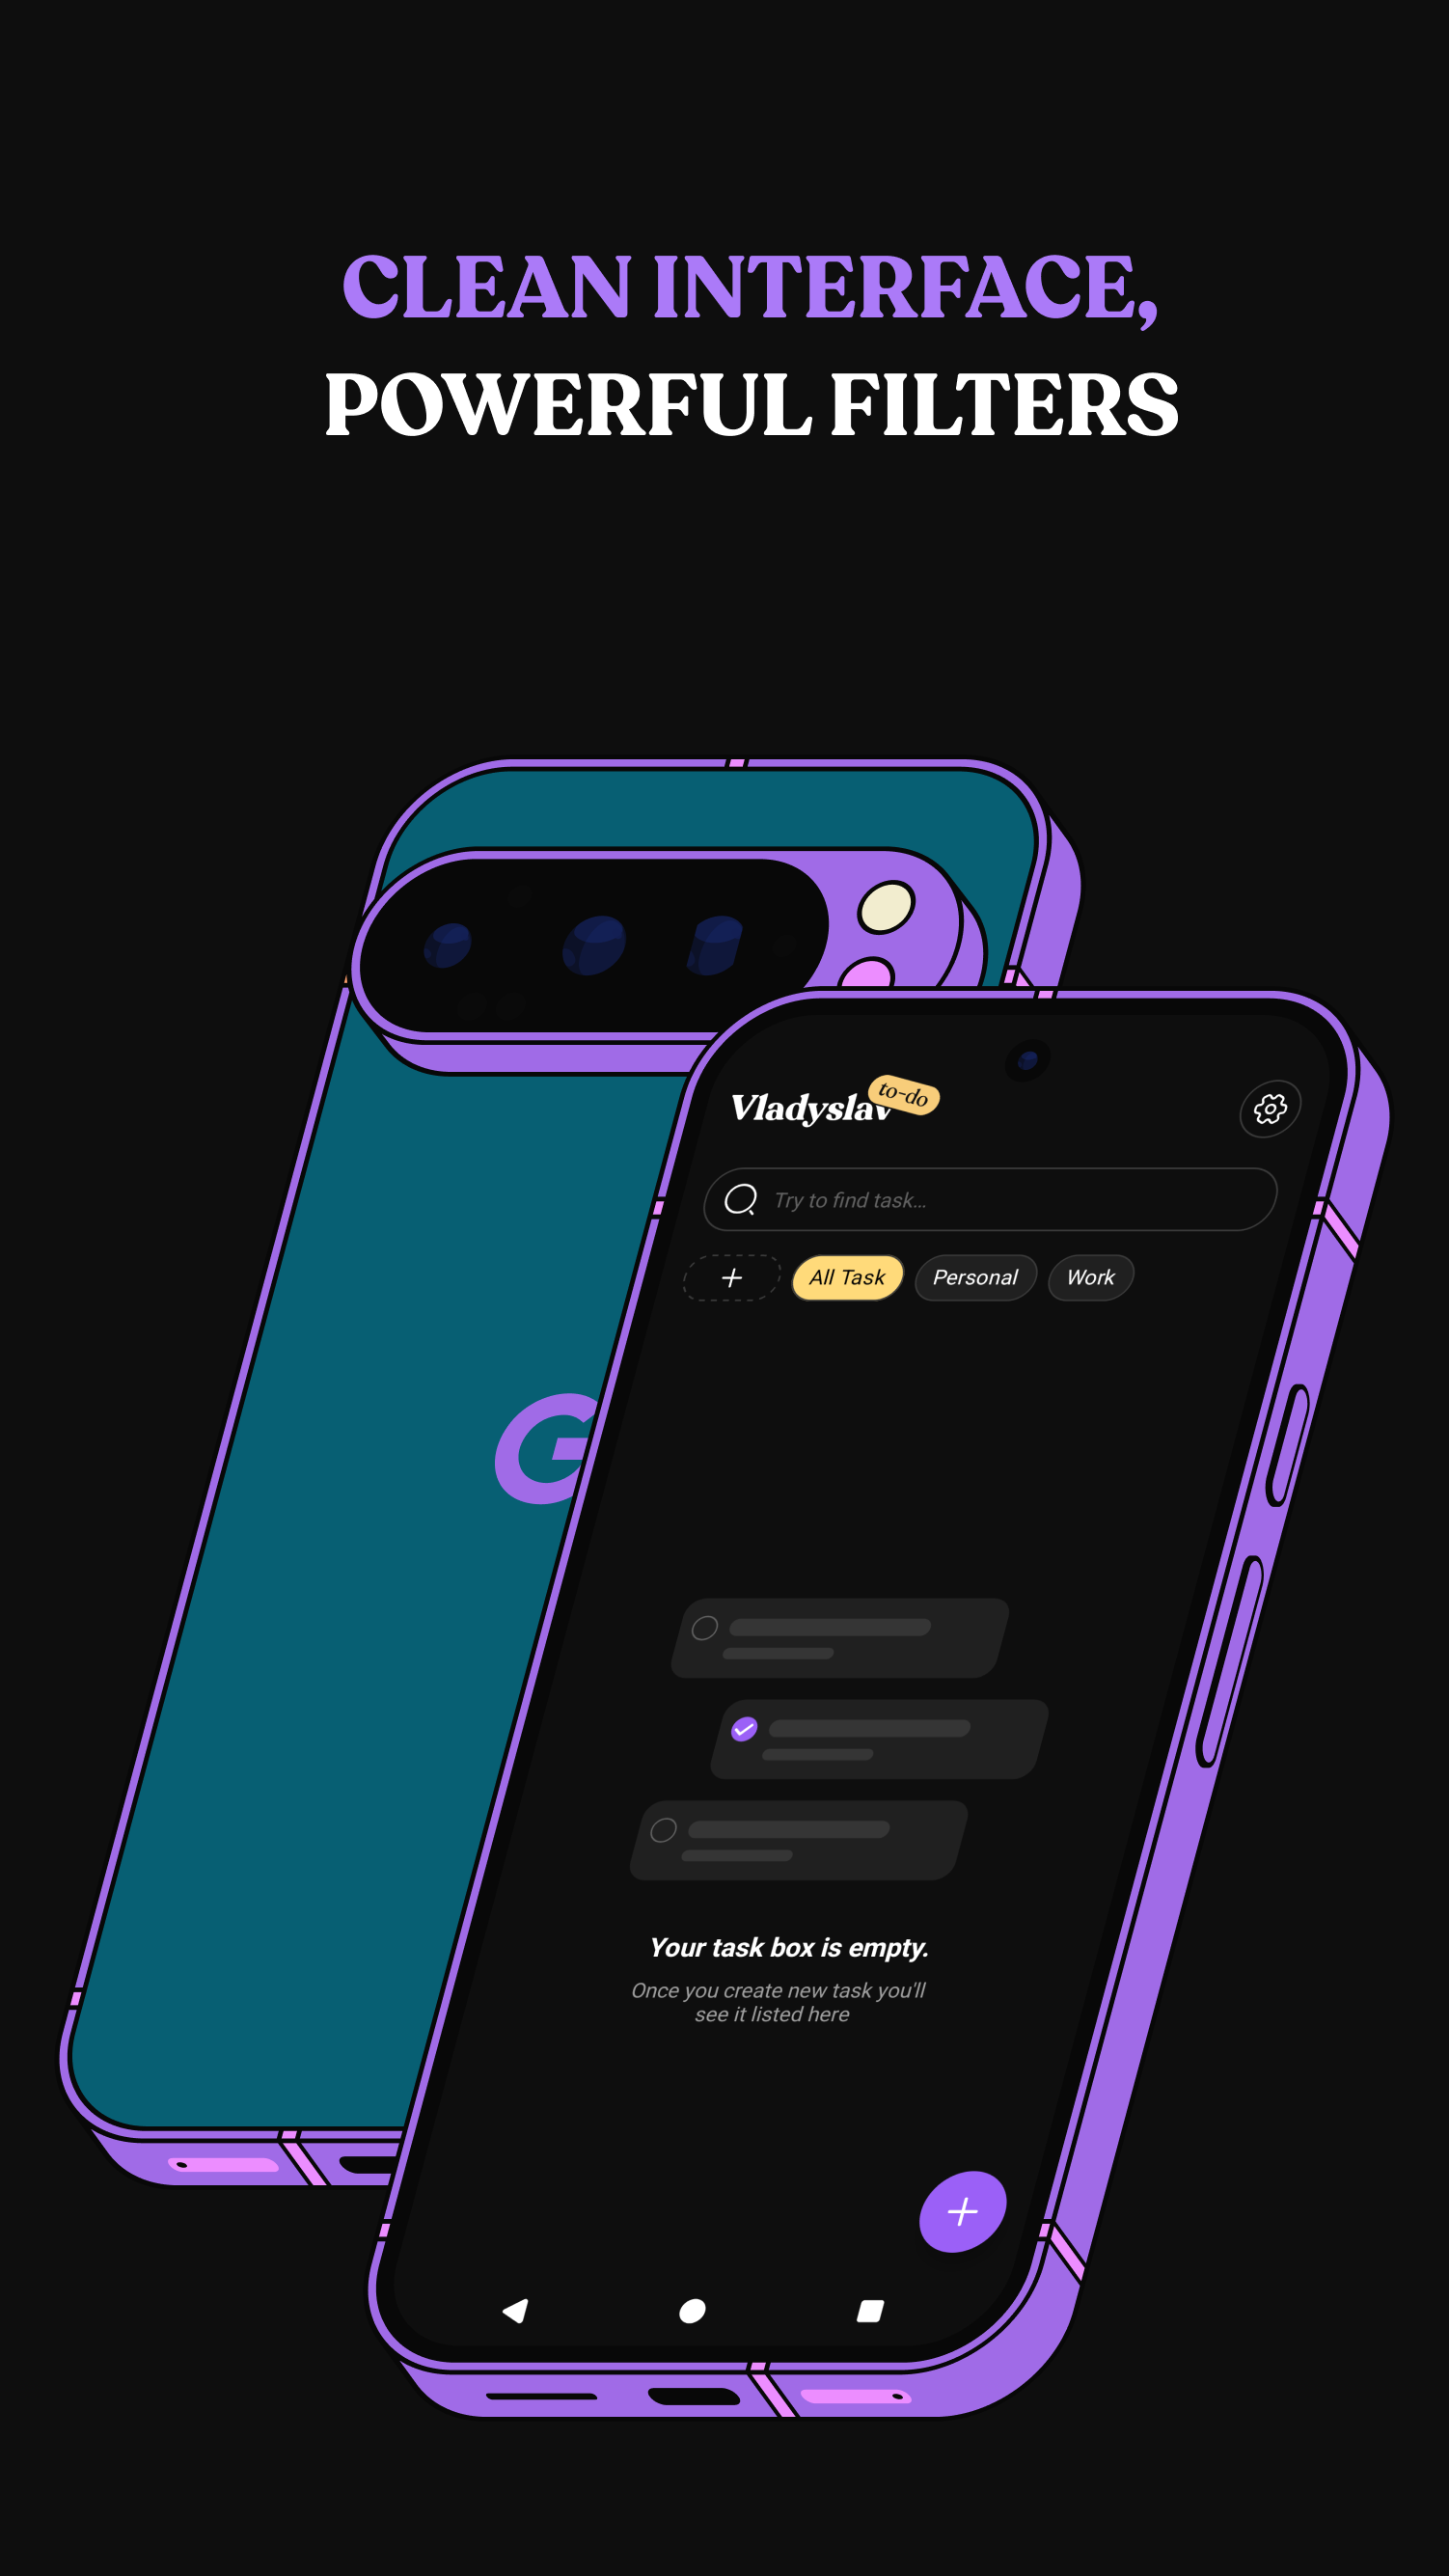 CLEAN INTERFACE,
POWERFUL FILTERS
Vladyslav
to-do
Try to find task...
All Task
Personal
Work
G
Your task box is empty.
Once you create new task you'll
see it listed here